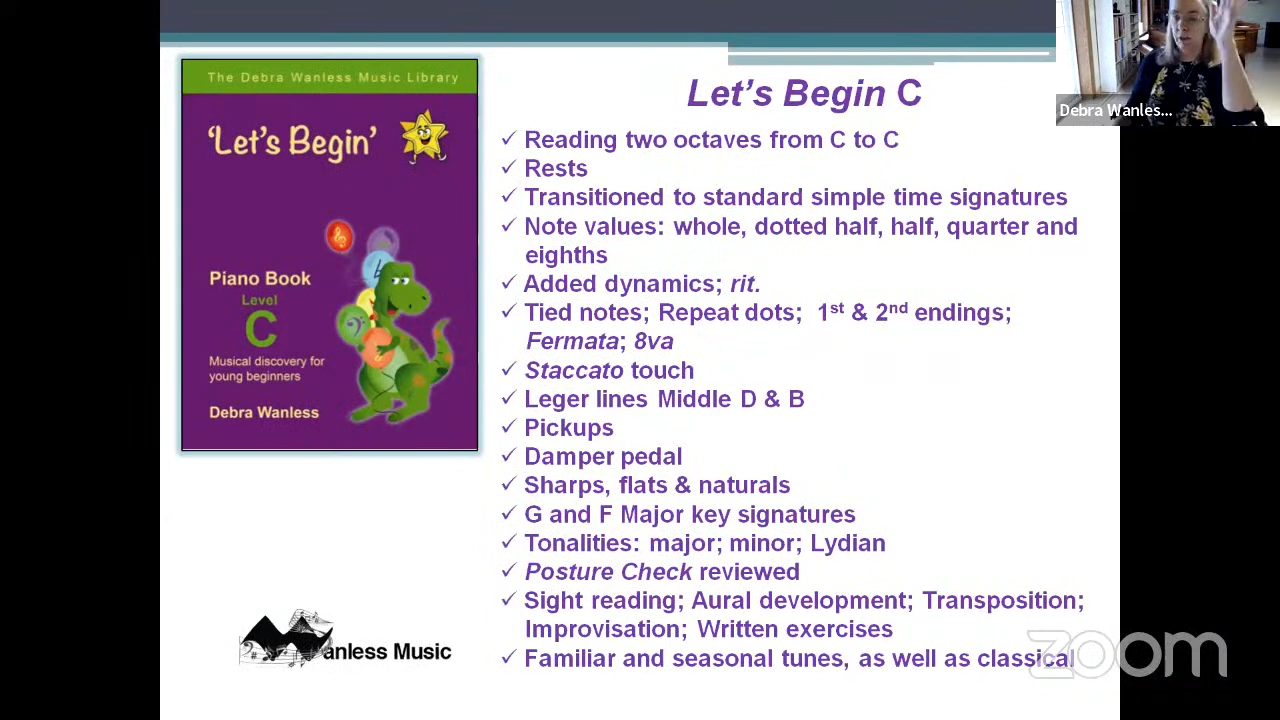 The Debra Wanless Music Library
'Let's Begin'
Piano Book
Level
C
Musical discovery for
young beginners
Debra Wanless
anless Music
Let's Begin C
✓ Reading two octaves from C to C
✓ Rests
✓ Transitioned to standard simple time signatures
✓ Note values: whole, dotted half, half, quarter and
eighths
✓ Added dynamics; rit.
✓ Tied notes; Repeat dots; 1st & 2nd endings;
Fermata; 8va
✓ Staccato touch
✓ Leger lines Middle D & B
✓ Pickups
✓ Damper pedal
✓ Sharps, flats & naturals
✓ G and F Major key signatures
✓ Tonalities: major; minor; Lydian
✓ Posture Check reviewed
✓ Sight reading; Aural development; Transposition;
Improvisation; Written exercises
✓ Familiar and seasonal tunes, as well as classical
Debra Wanles...
zoom